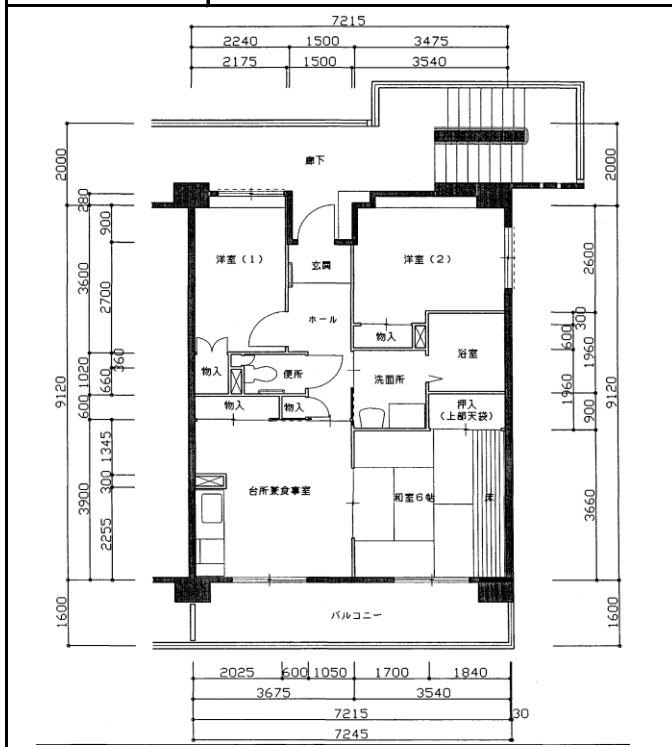 7215
2240 1500 3475
2175 1500 3540
2000
廊下
2000
280
900
3600
2700
360
1020
660
600
9120
1345
300
3900
2255
1600
洋室(1)
玄関
洋室(2)
ホール
物入
浴室
物入
便所
洗面所
物入
物入
押入
(上部天袋)
台所兼食事室
和室6帖
床
バルコニー
2600
300
600
1960
1960
9120
900
3660
1600
2025 600 1050 1700 1840
3675 3540
7215 30
7245